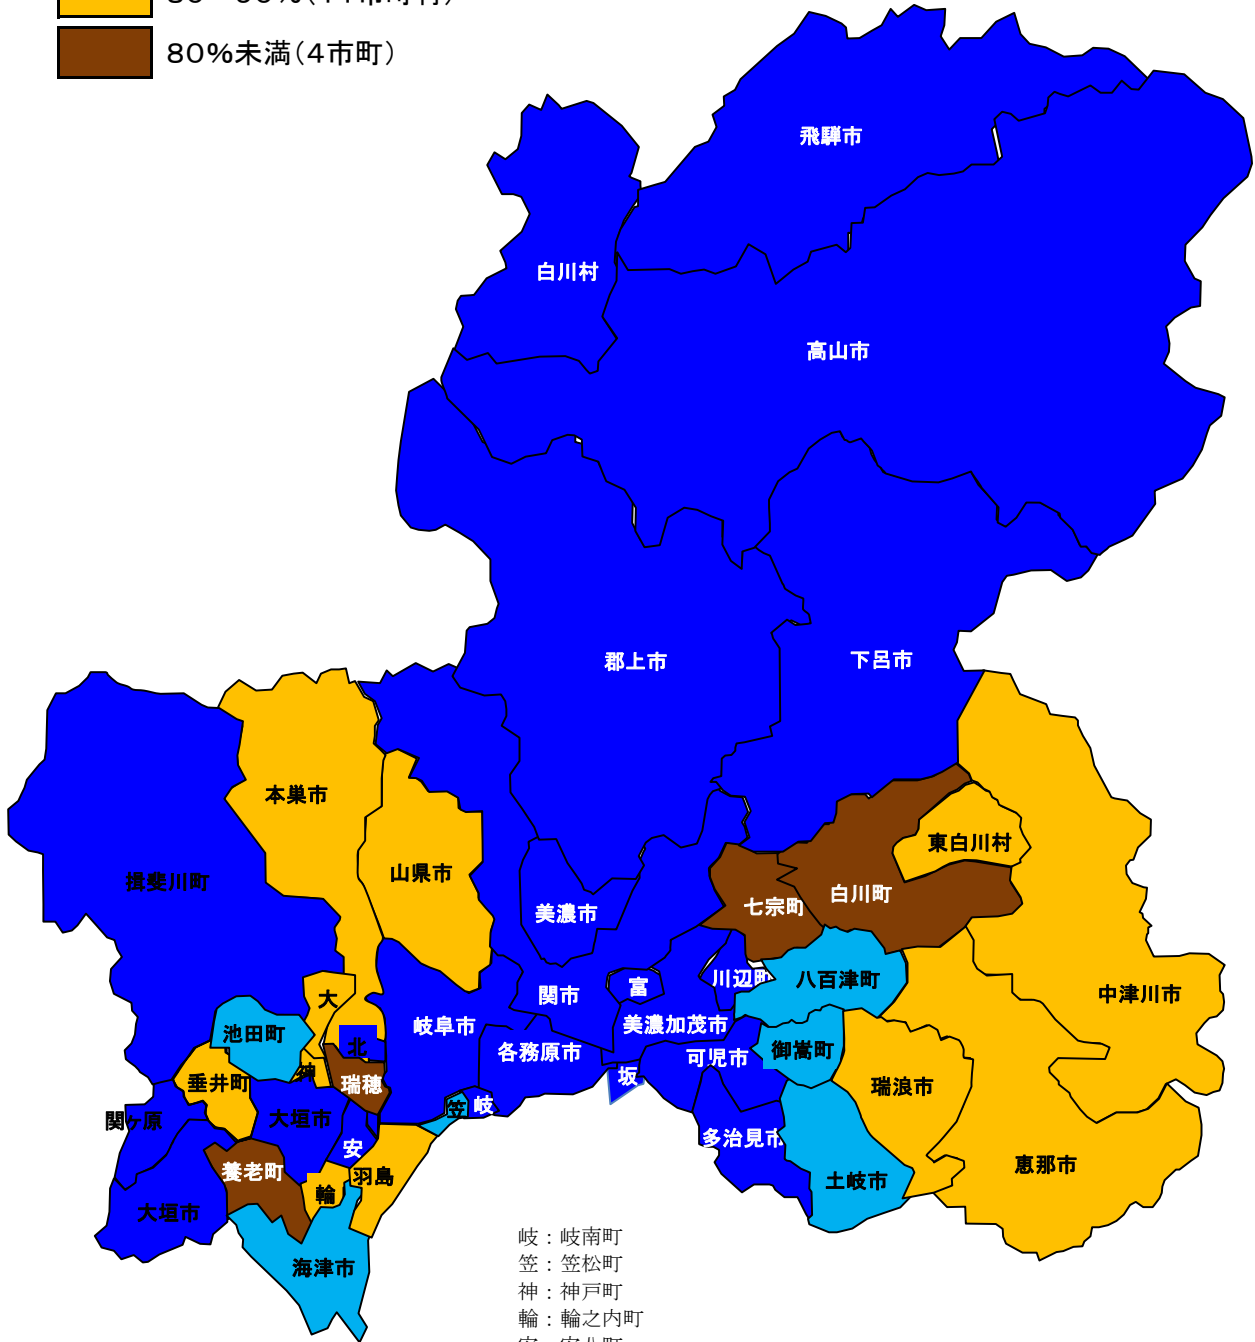 80%未満(4市町)
飛騨市
白川村
高山市
郡上市
下呂市
本巣市
山県市
東白川村
揖斐川町
七宗町
白川町
美濃市
川辺町
八百津町
中津川市
関市
富
大
池田町
岐阜市
美濃加茂市
各務原市
北
可児市
御嵩町
神
垂井町
瑞穂
坂
瑞浪市
笠
岐
関ヶ原
大垣市
安
多治見市
養老町
羽島
恵那市
輪
土岐市
大垣市
海津市
岐：岐南町
笠：笠松町
神：神戸町
輪：輪之内町